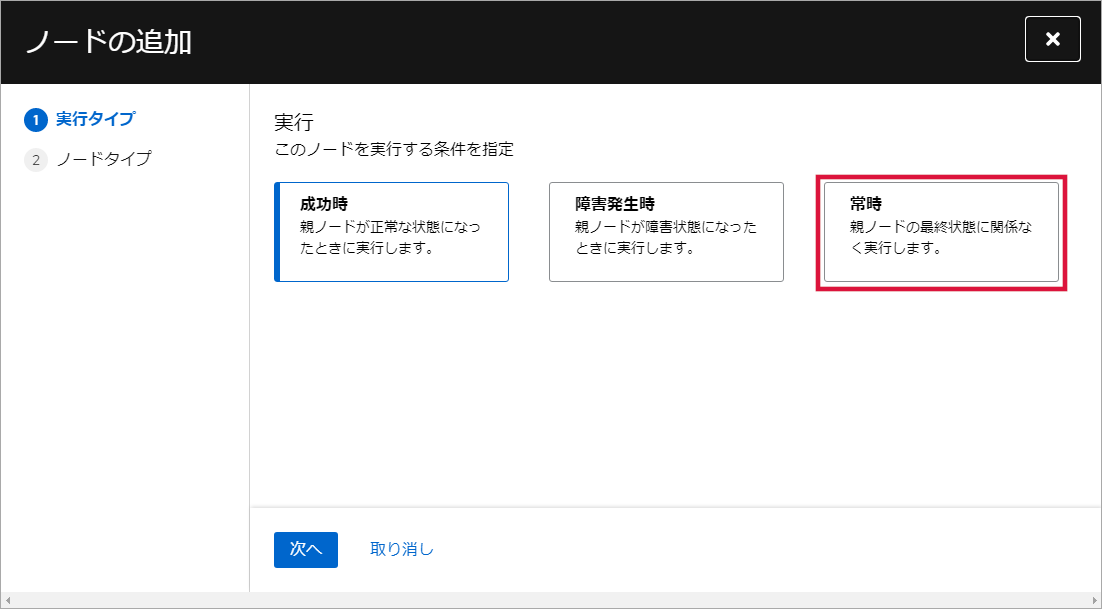 ノードの追加
1 実行タイプ
2 ノードタイプ
実行
このノードを実行する条件を指定
成功時
親ノードが正常な状態になっ
たときに実行します。
障害発生時
親ノードが障害状態になった
ときに実行します。
常時
親ノードの最終状態に関係な
く実行します。
次へ
取り消し